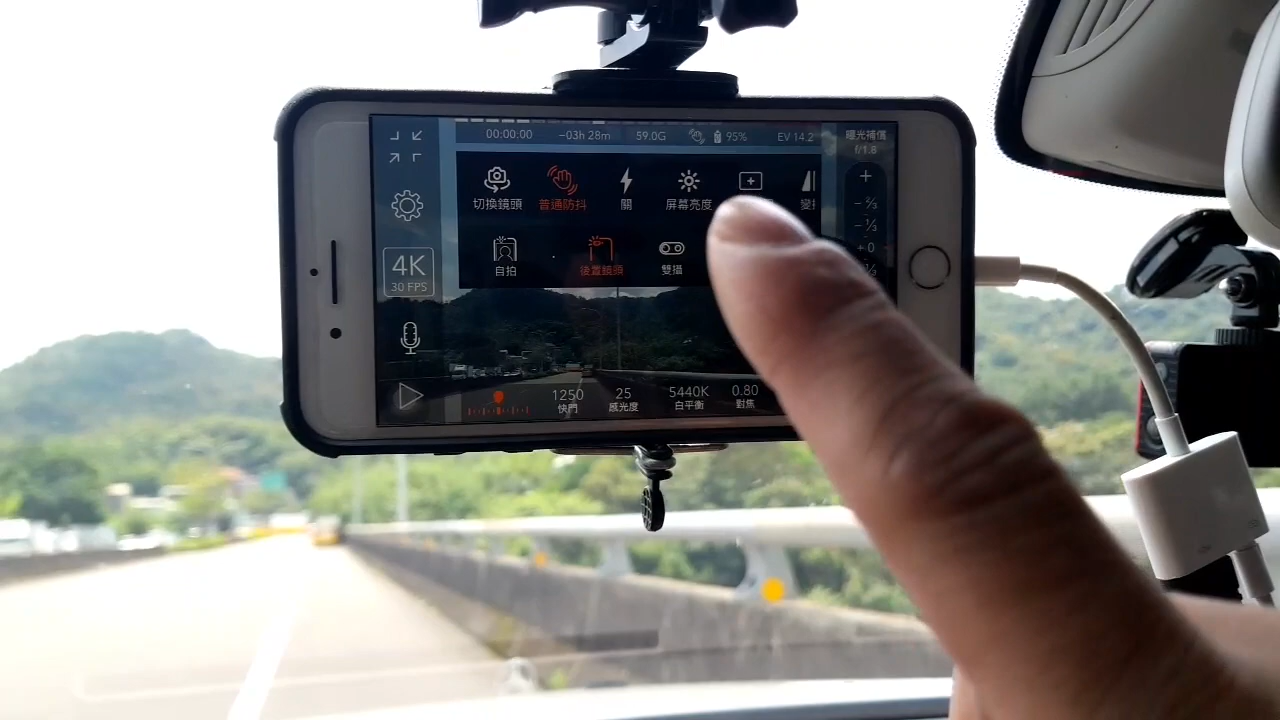 00:00:00 −03h 28m 59.0G 95% EV 14.2
曝光補償
f/1.8
切換鏡頭 普通防抖 關 屏幕亮度
自拍 後置鏡頭 雙攝
4K
30 FPS
+
− ⅔
− ⅓
+0
⅓
1250 25 5440K 0.80
快門 感光度 白平衡 對焦